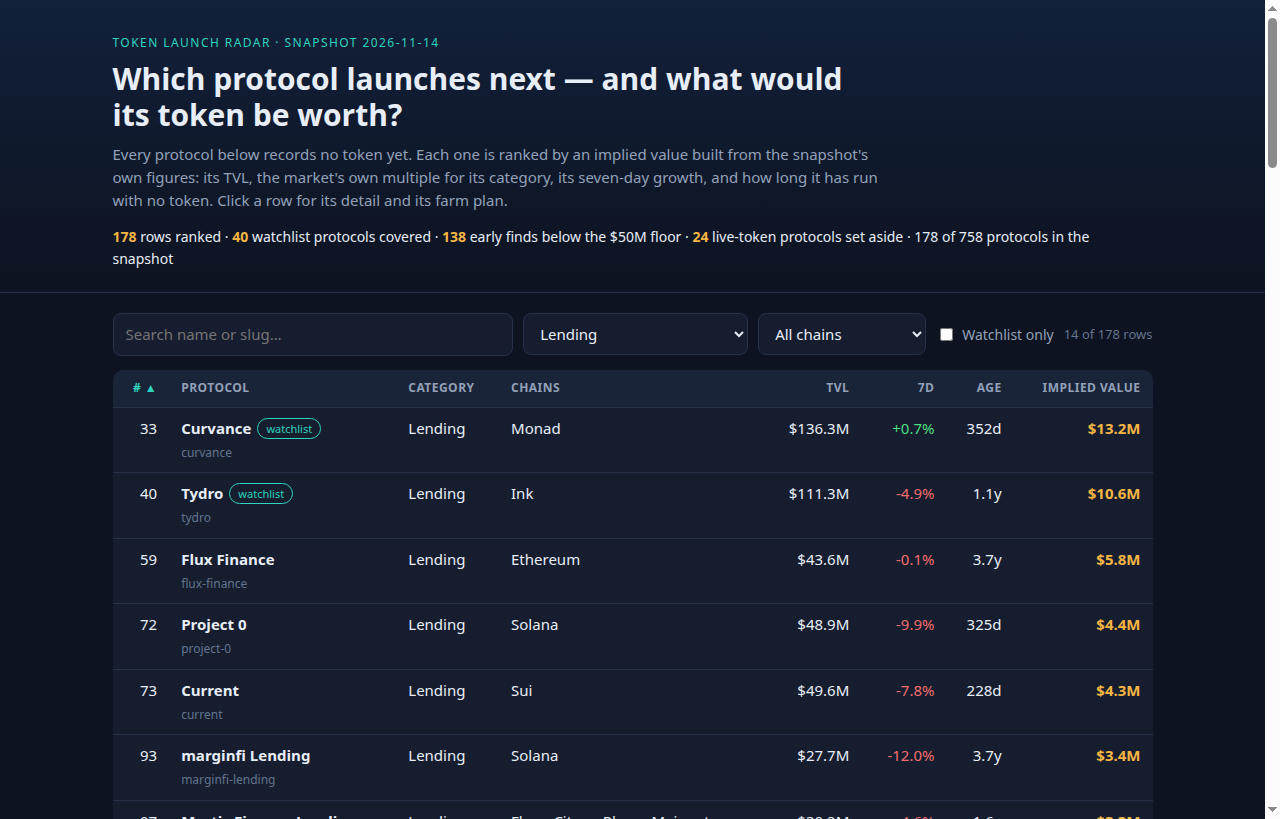 TOKEN LAUNCH RADAR · SNAPSHOT 2026-11-14
Which protocol launches next — and what would
its token be worth?
Every protocol below records no token yet. Each one is ranked by an implied value built from the snapshot's
own figures: its TVL, the market's own multiple for its category, its seven-day growth, and how long it has run
with no token. Click a row for its detail and its farm plan.
178 rows ranked · 40 watchlist protocols covered · 138 early finds below the $50M floor · 24 live-token protocols set aside · 178 of 758 protocols in the
snapshot
Search name or slug... Lending All chains Watchlist only 14 of 178 rows
# ▲ PROTOCOL CATEGORY CHAINS TVL 7D AGE IMPLIED VALUE
33 Curvance watchlist Lending Monad $136.3M +0.7% 352d $13.2M
curvance
40 Tydro watchlist Lending Ink $111.3M -4.9% 1.1y $10.6M
tydro
59 Flux Finance Lending Ethereum $43.6M -0.1% 3.7y $5.8M
flux-finance
72 Project 0 Lending Solana $48.9M -9.9% 325d $4.4M
project-0
73 Current Lending Sui $49.6M -7.8% 228d $4.3M
current
93 marginfi Lending Lending Solana $27.7M -12.0% 3.7y $3.4M
marginfi-lending